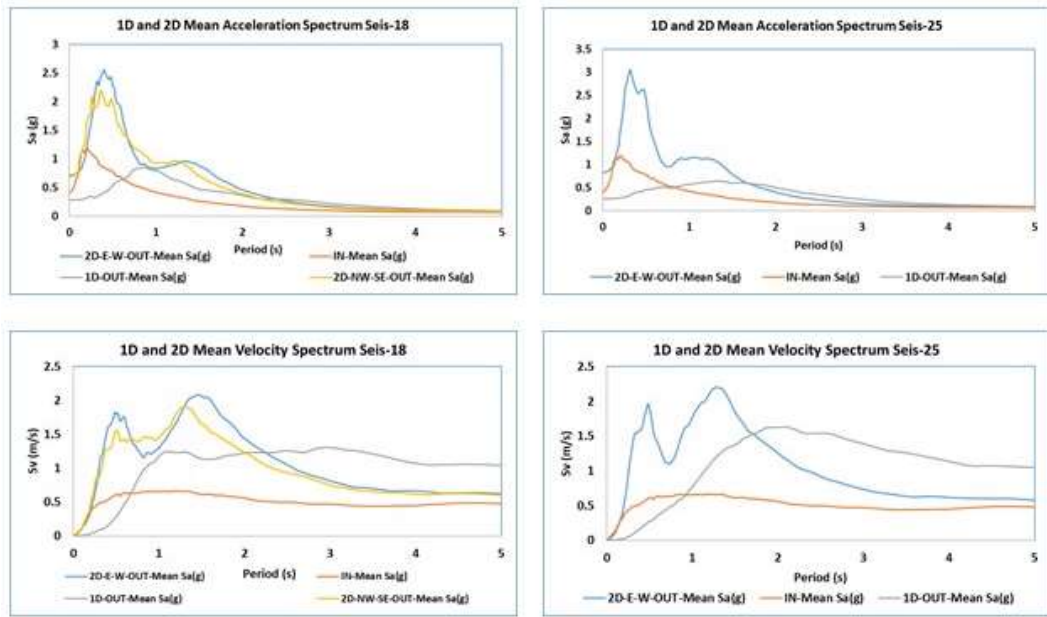 1D and 2D Mean Acceleration Spectrum Seis-18
3
2.5
2
1.5
1
0.5
0
Sa (g)
0 1 2 3 4 5
Period (s)
2D-E-W-OUT-Mean Sa(g) IN-Mean Sa(g)
1D-OUT-Mean Sa(g) 2D-NW-SE-OUT-Mean Sa(g)
1D and 2D Mean Acceleration Spectrum Seis-25
3.5
3
2.5
2
1.5
1
0.5
0
Sa (g)
0 1 2 3 4 5
Period (s)
2D-E-W-OUT-Mean Sa(g) IN-Mean Sa(g) 1D-OUT-Mean Sa(g)
1D and 2D Mean Velocity Spectrum Seis-18
2.5
2
1.5
1
0.5
0
Sv (m/s)
0 1 2 3 4 5
Period (s)
2D-E-W-OUT-Mean Sa(g) IN-Mean Sa(g)
1D-OUT-Mean Sa(g) 2D-NW-SE-OUT-Mean Sa(g)
1D and 2D Mean Velocity Spectrum Seis-25
2.5
2
1.5
1
0.5
0
Sv (m/s)
0 1 2 3 4 5
Period (s)
2D-E-W-OUT-Mean Sa(g) IN-Mean Sa(g) 1D-OUT-Mean Sa(g)